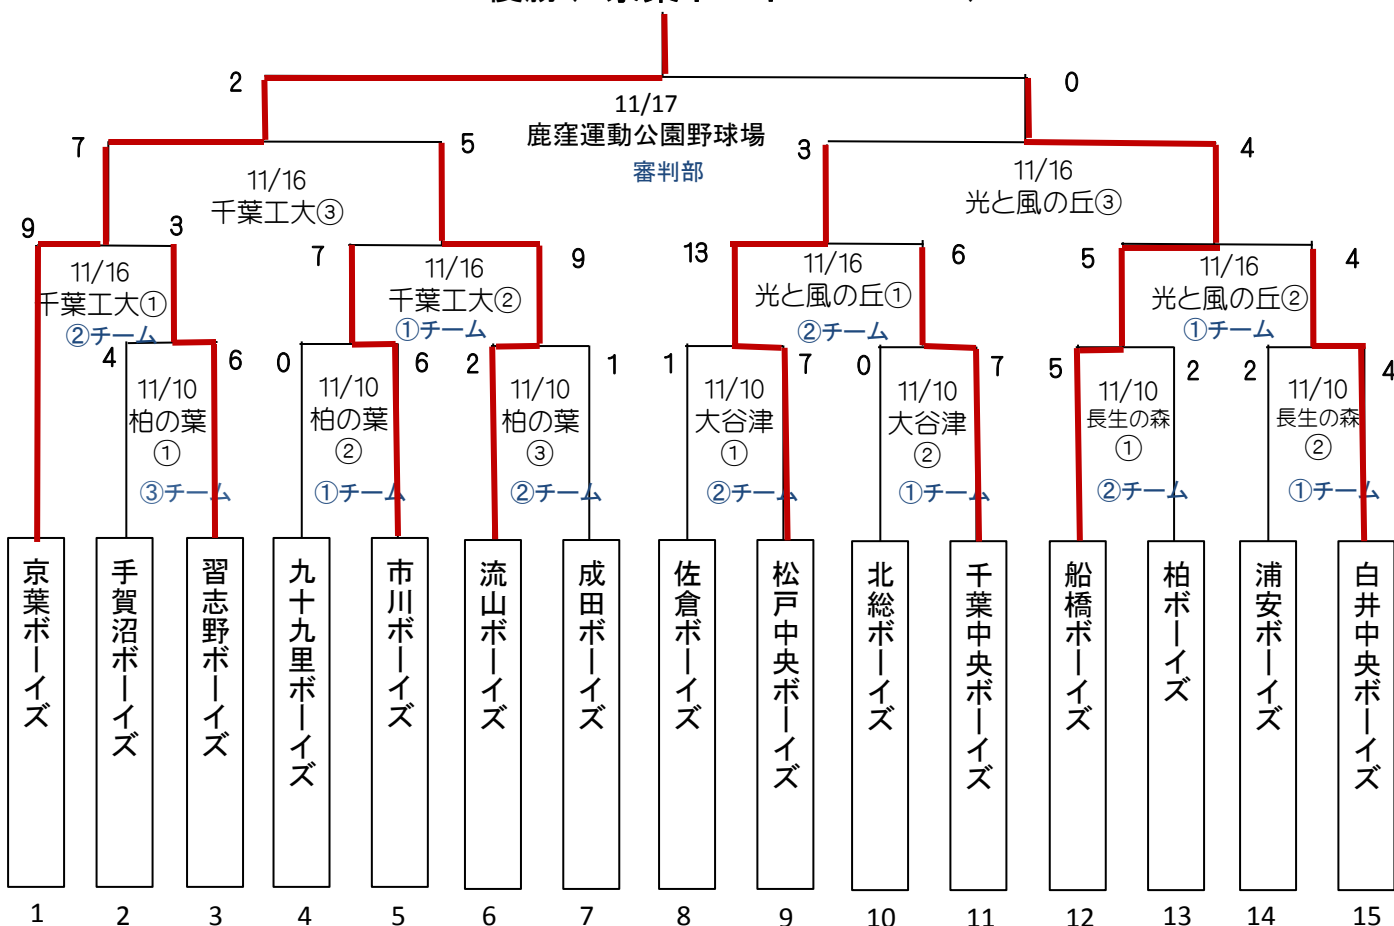 2
0
11/17
鹿窪運動公園野球場
審判部
7
5
3
4
11/16
千葉工大③
11/16
光と風の丘③
9
3
7
9
13
6
5
4
11/16
千葉工大①
②チーム
11/16
千葉工大②
①チーム
11/16
光と風の丘①
②チーム
11/16
光と風の丘②
①チーム
4
6
0
6
2
1
1
7
0
7
5
2
2
4
11/10
柏の葉
①
③チーム
11/10
柏の葉
②
①チーム
11/10
柏の葉
③
②チーム
11/10
大谷津
①
②チーム
11/10
大谷津
②
①チーム
11/10
長生の森
①
②チーム
11/10
長生の森
②
①チーム
京葉ボーイズ
手賀沼ボーイズ
習志野ボーイズ
九十九里ボーイズ
市川ボーイズ
流山ボーイズ
成田ボーイズ
佐倉ボーイズ
松戸中央ボーイズ
北総ボーイズ
千葉中央ボーイズ
船橋ボーイズ
柏ボーイズ
浦安ボーイズ
白井中央ボーイズ
1 2 3 4 5 6 7 8 9 10 11 12 13 14 15